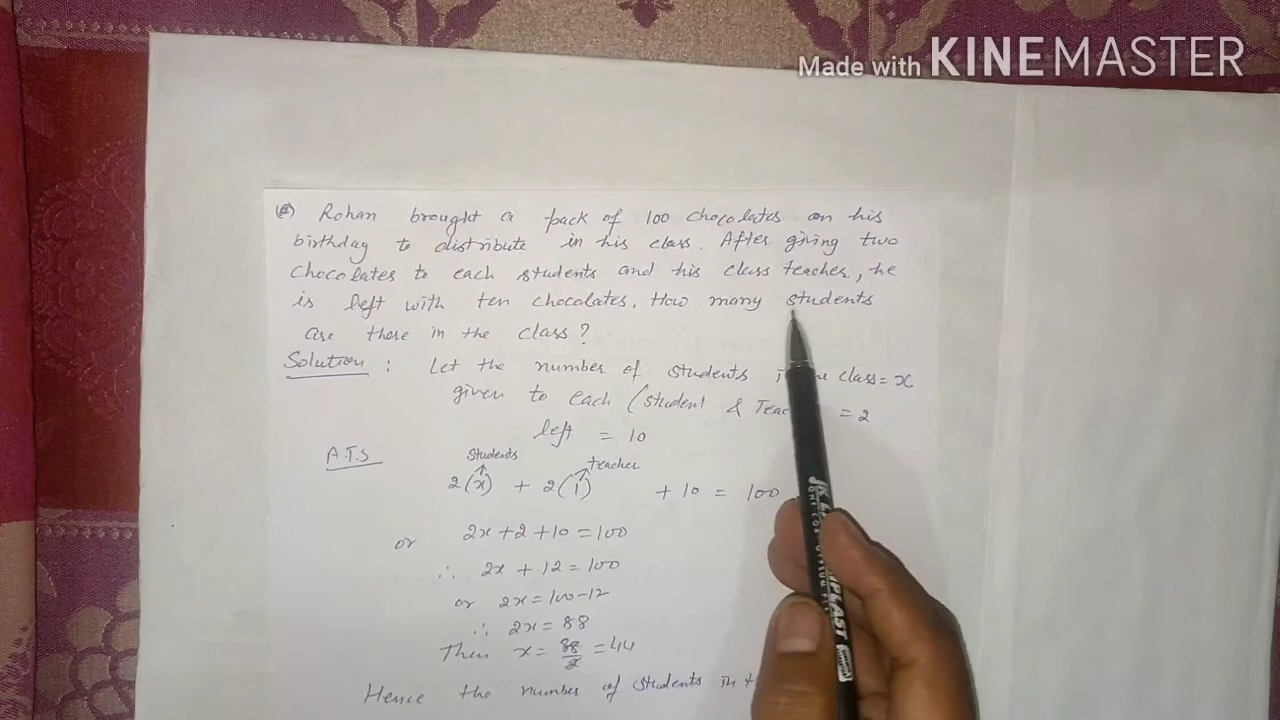 Made with KINEMASTER
(E) Rohan brought a pack of 100 chocolates on his
birthday to distribute in his class. After giving two
chocolates to each students and his class teacher, he
is left with ten chocolates. How many students
are there in the class?
Solution : Let the number of students class = x
given to each (student & = 2
left = 10
A.T.S students teacher
2(x) + 2(1) + 10 = 100
or 2x + 2 + 10 = 100
∴ 2x + 12 = 100
or 2x = 100 - 12
∴ 2x = 88
Then x = 88/2 = 44
Hence the number of students in